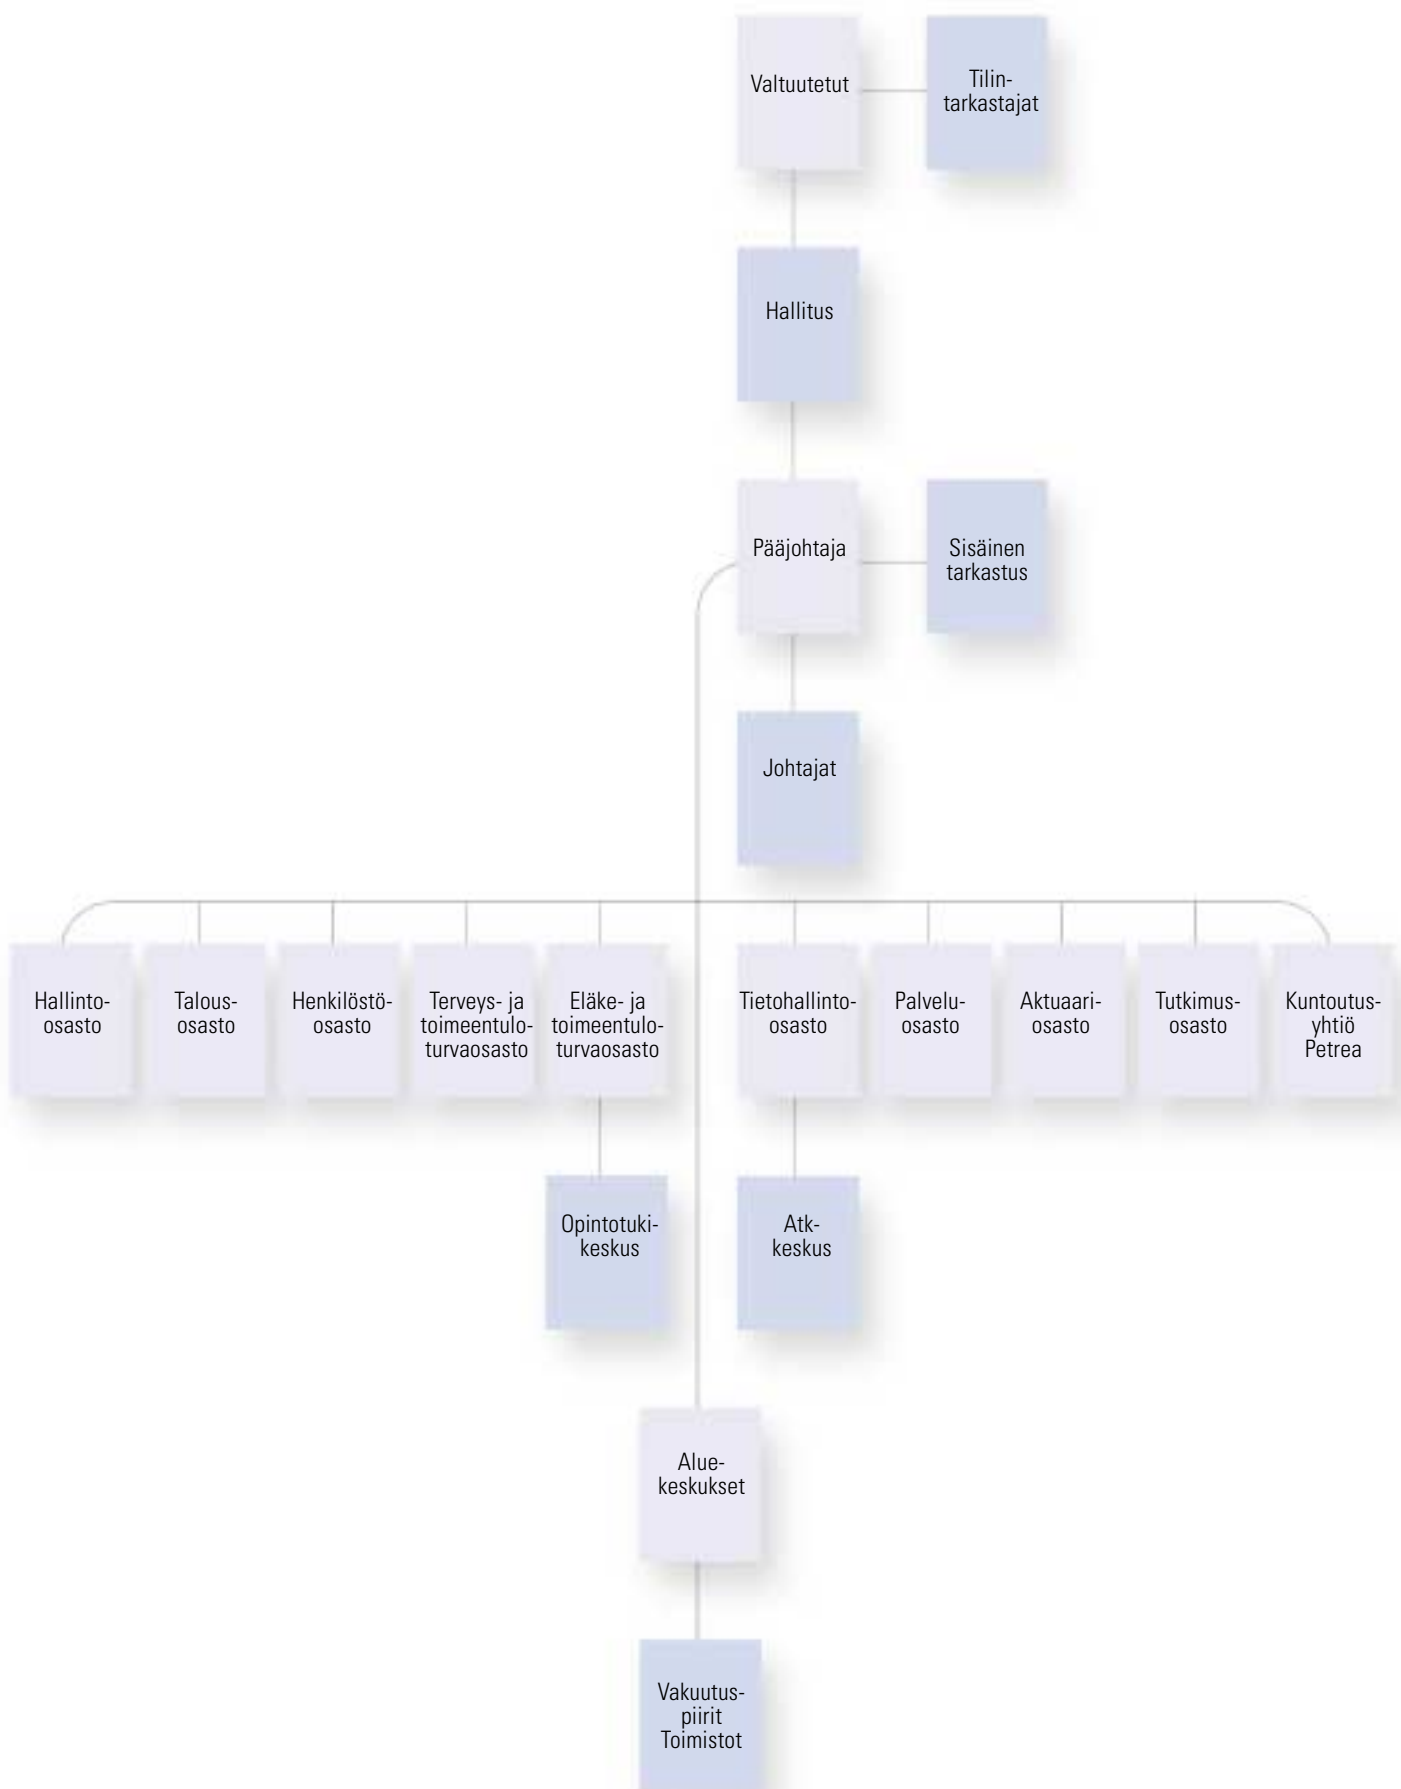 Valtuutetut
Tilin-
tarkastajat
Hallitus
Pääjohtaja
Sisäinen
tarkastus
Johtajat
Hallinto-
osasto
Talous-
osasto
Henkilöstö-
osasto
Terveys- ja
toimeentulo-
turvaosasto
Eläke- ja
toimeentulo-
turvaosasto
Tietohallinto-
osasto
Palvelu-
osasto
Aktuaari-
osasto
Tutkimus-
osasto
Kuntoutus-
yhtiö
Petrea
Opintotuki-
keskus
Atk-
keskus
Alue-
keskukset
Vakuutus-
piirit
Toimistot